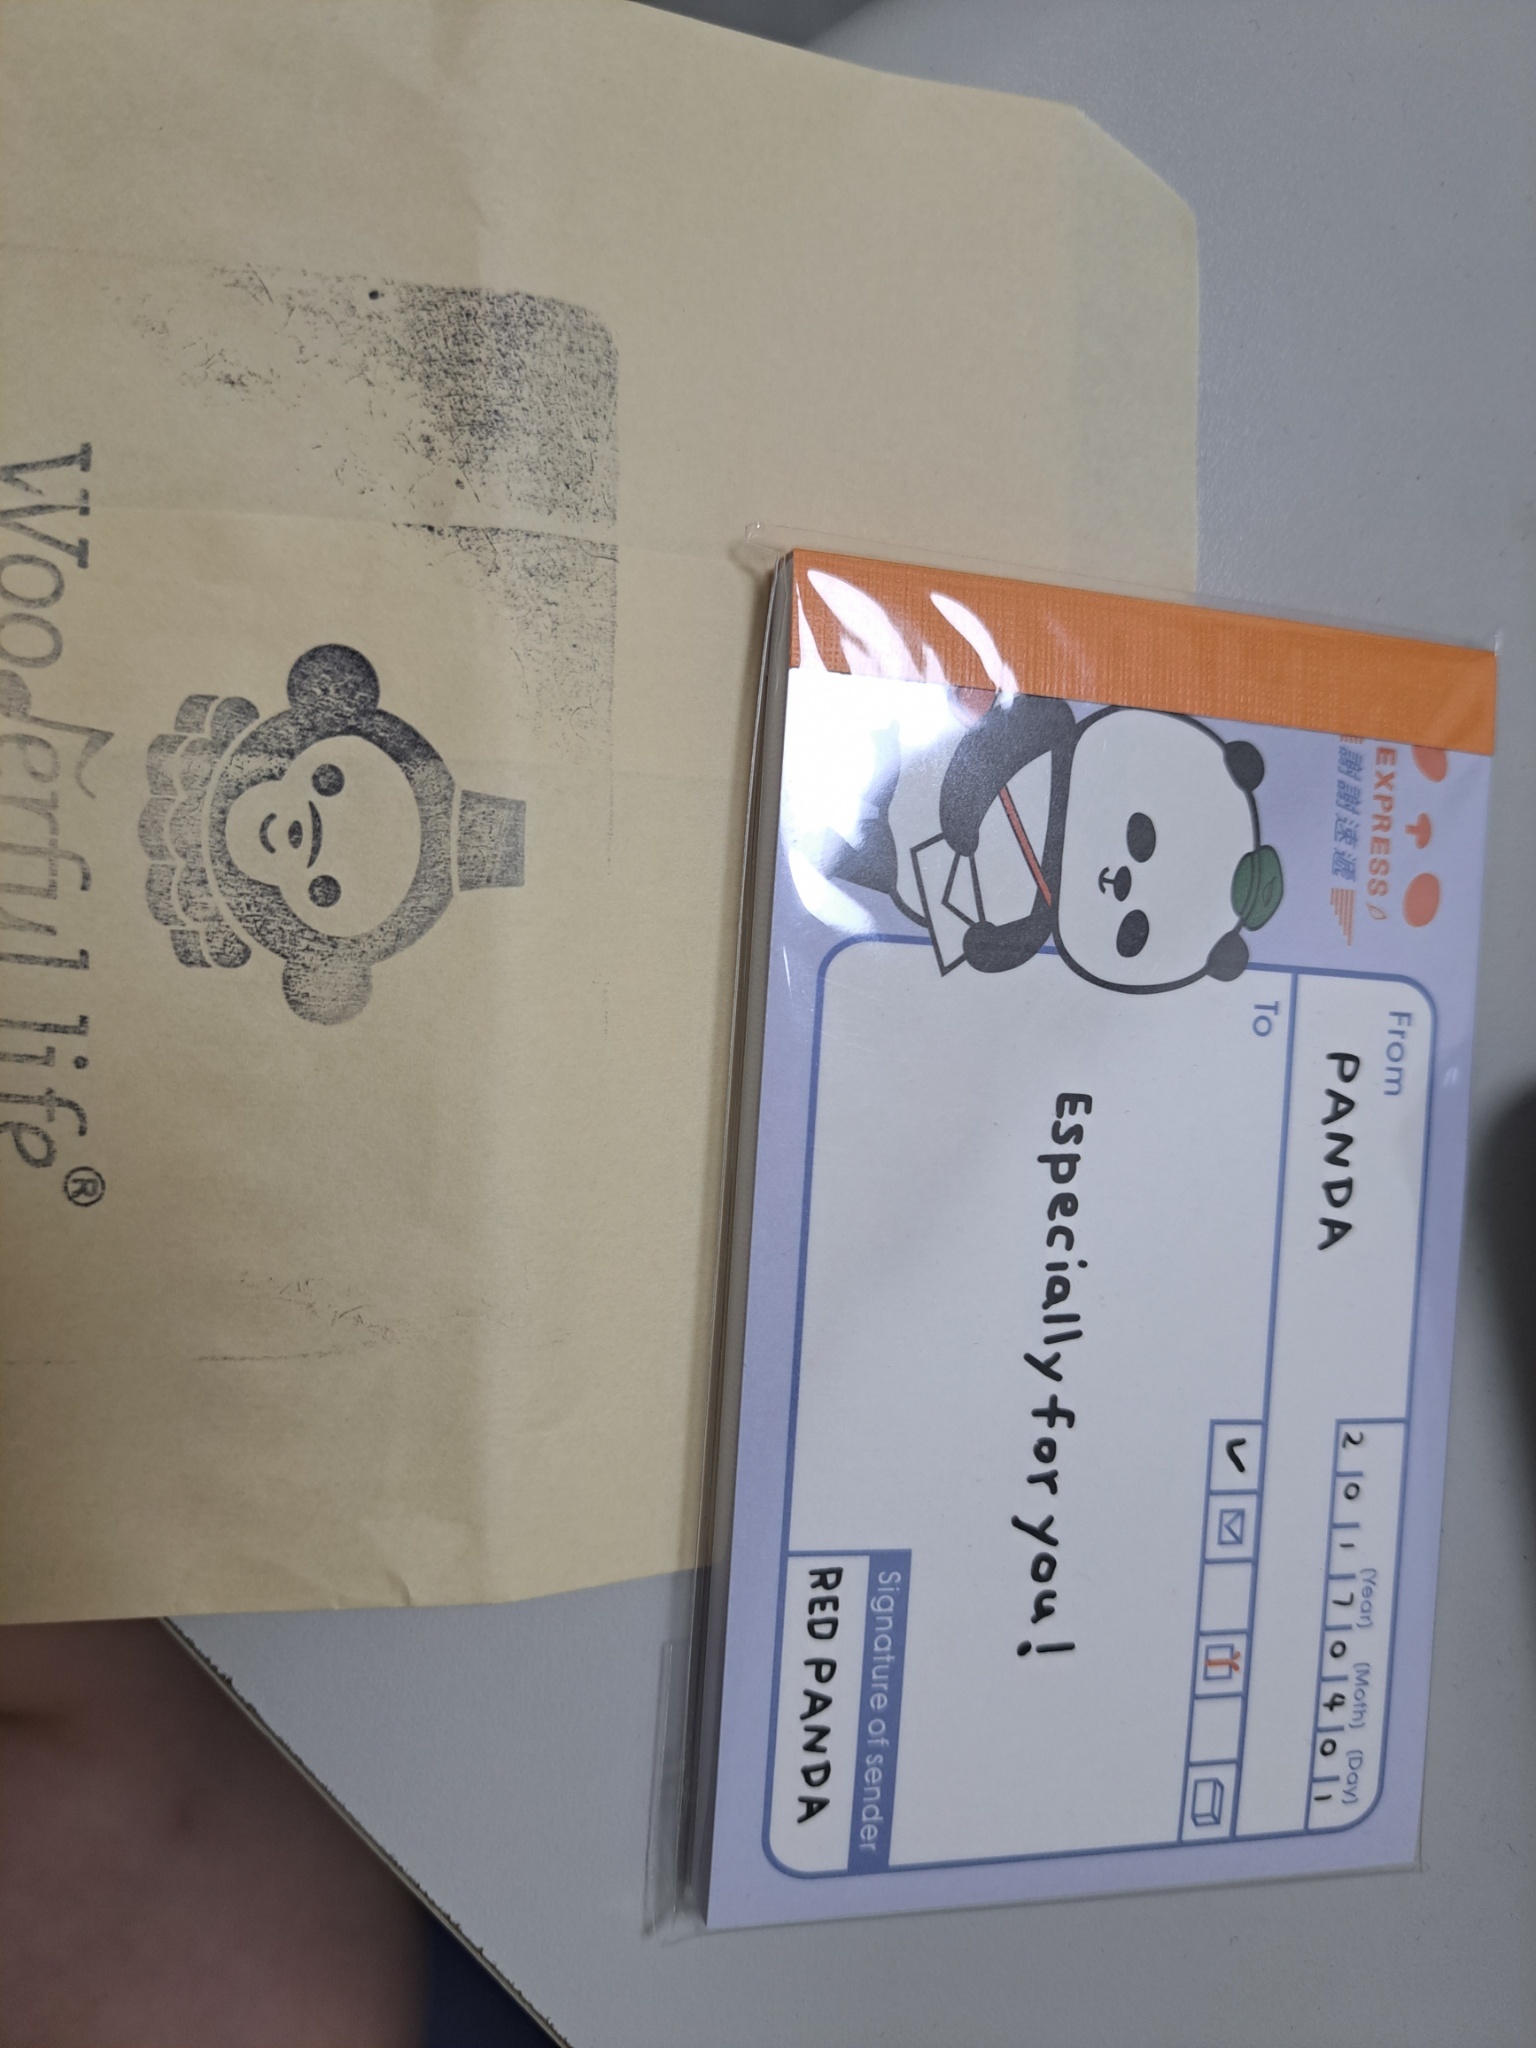 EXPRESS
謝謝速遞
From
PANDA
2 0 1 7 0 4 0 1
(Year) (Moth) (Day)
To
Especially for you!
Signature of sender
RED PANDA
Wooderful life®